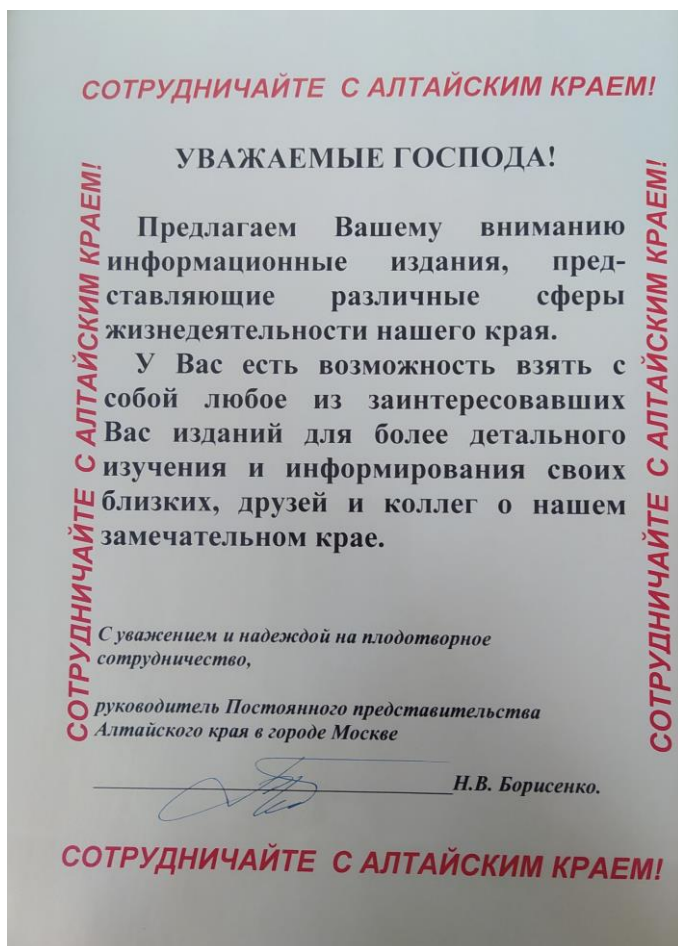 СОТРУДНИЧАЙТЕ С АЛТАЙСКИМ КРАЕМ!
УВАЖАЕМЫЕ ГОСПОДА!
Предлагаем Вашему вниманию
информационные издания, пред-
ставляющие различные сферы
жизнедеятельности нашего края.
У Вас есть возможность взять с
собой любое из заинтересовавших
Вас изданий для более детального
изучения и информирования своих
близких, друзей и коллег о нашем
замечательном крае.
С уважением и надеждой на плодотворное
сотрудничество,
руководитель Постоянного представительства
Алтайского края в городе Москве
Н.В. Борисенко.
СОТРУДНИЧАЙТЕ С АЛТАЙСКИМ КРАЕМ!
СОТРУДНИЧАЙТЕ С АЛТАЙСКИМ КРАЕМ!
СОТРУДНИЧАЙТЕ С АЛТАЙСКИМ КРАЕМ!